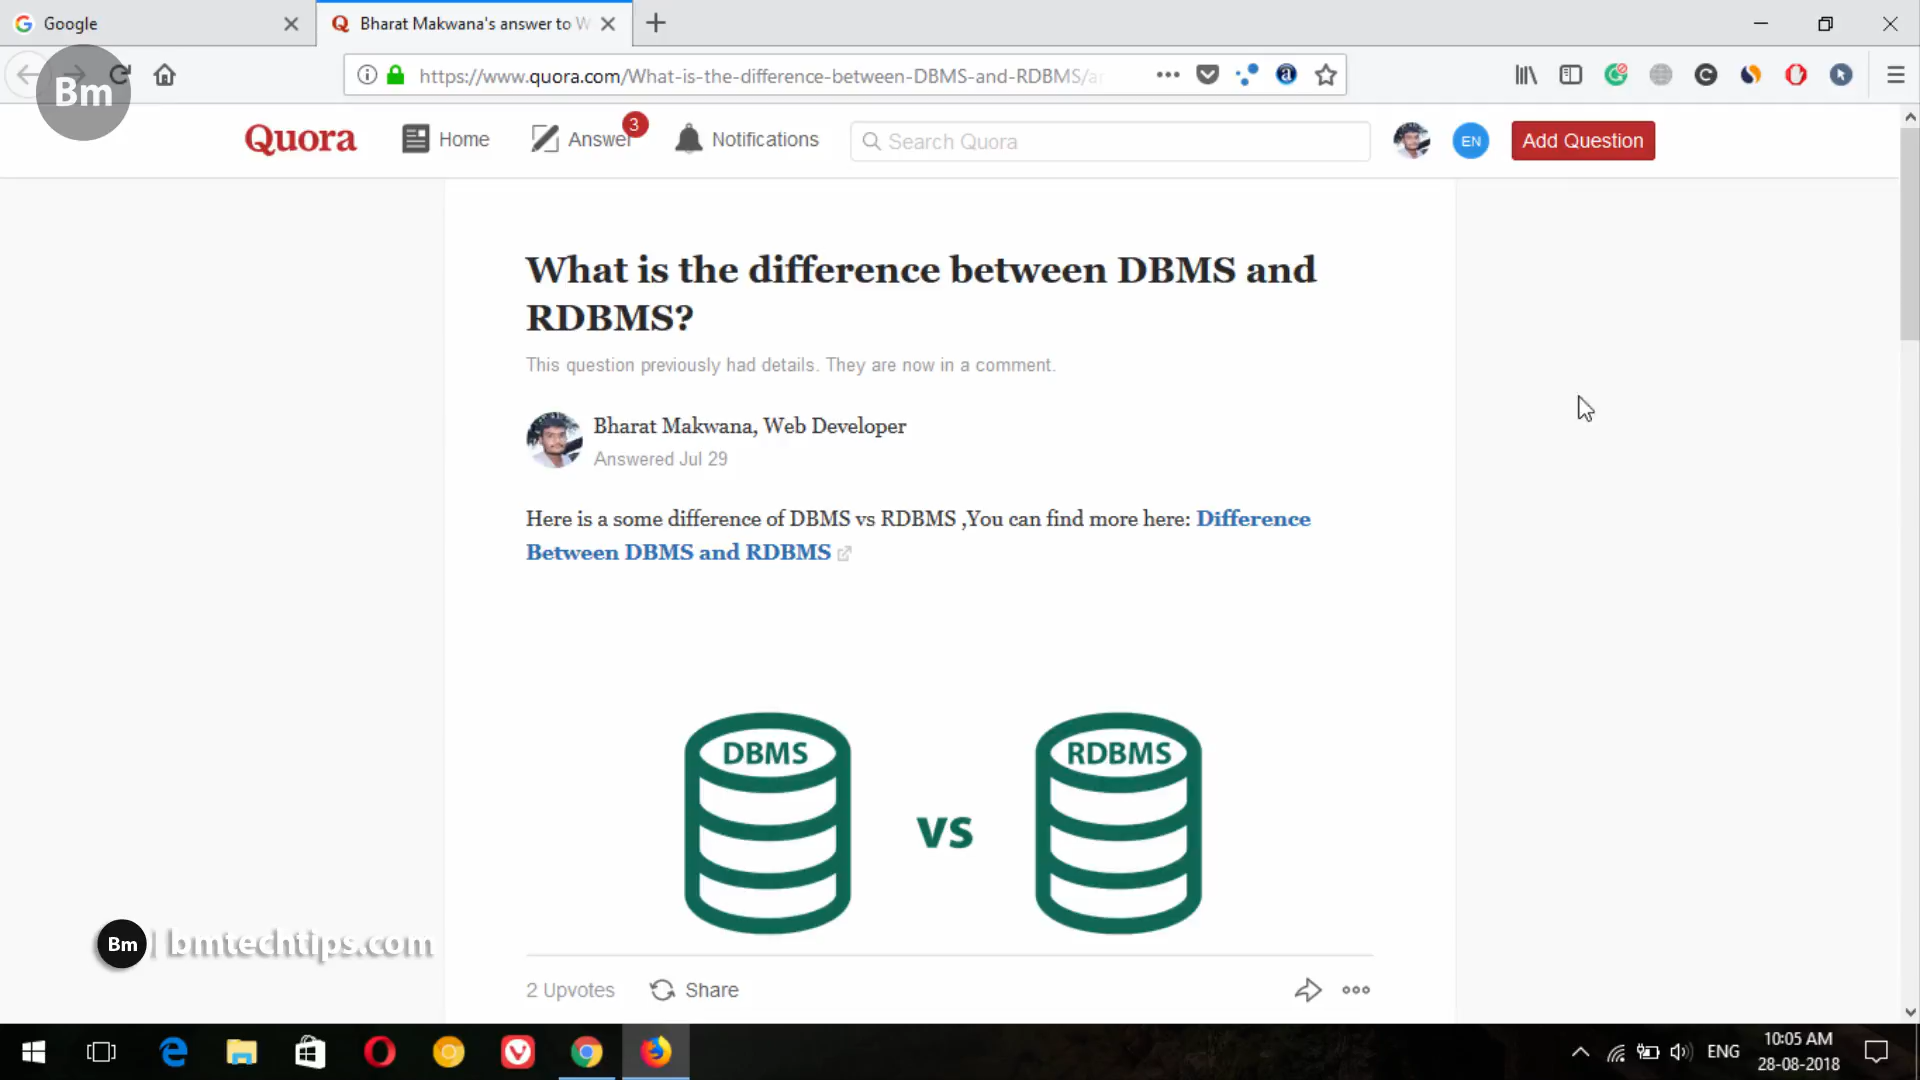 Google
Bharat Makwana's answer to W
https://www.quora.com/What-is-the-difference-between-DBMS-and-RDBMS/
Bm
Quora
Home
Answer
3
Notifications
Search Quora
EN
Add Question
What is the difference between DBMS and
RDBMS?
This question previously had details. They are now in a comment.
Bharat Makwana, Web Developer
Answered Jul 29
Here is a some difference of DBMS vs RDBMS ,You can find more here: Difference
Between DBMS and RDBMS
DBMS
vs
RDBMS
Bm | bmtechtips.com
2 Upvotes
Share
ENG
10:05 AM
28-08-2018